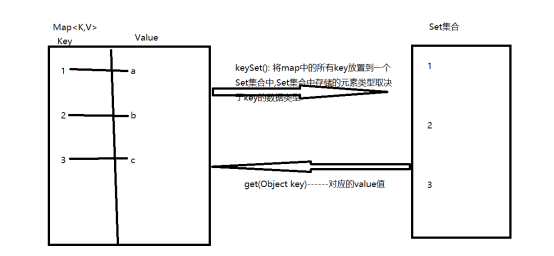 Map<K,V>
Key
Value
Set集合
1
a
2
b
3
c
keySet(): 将map中的所有key放置到一个
Set集合中,Set集合中存储的元素类型取决
于key的数据类型
get(Object key)------对应的value值
1
2
3